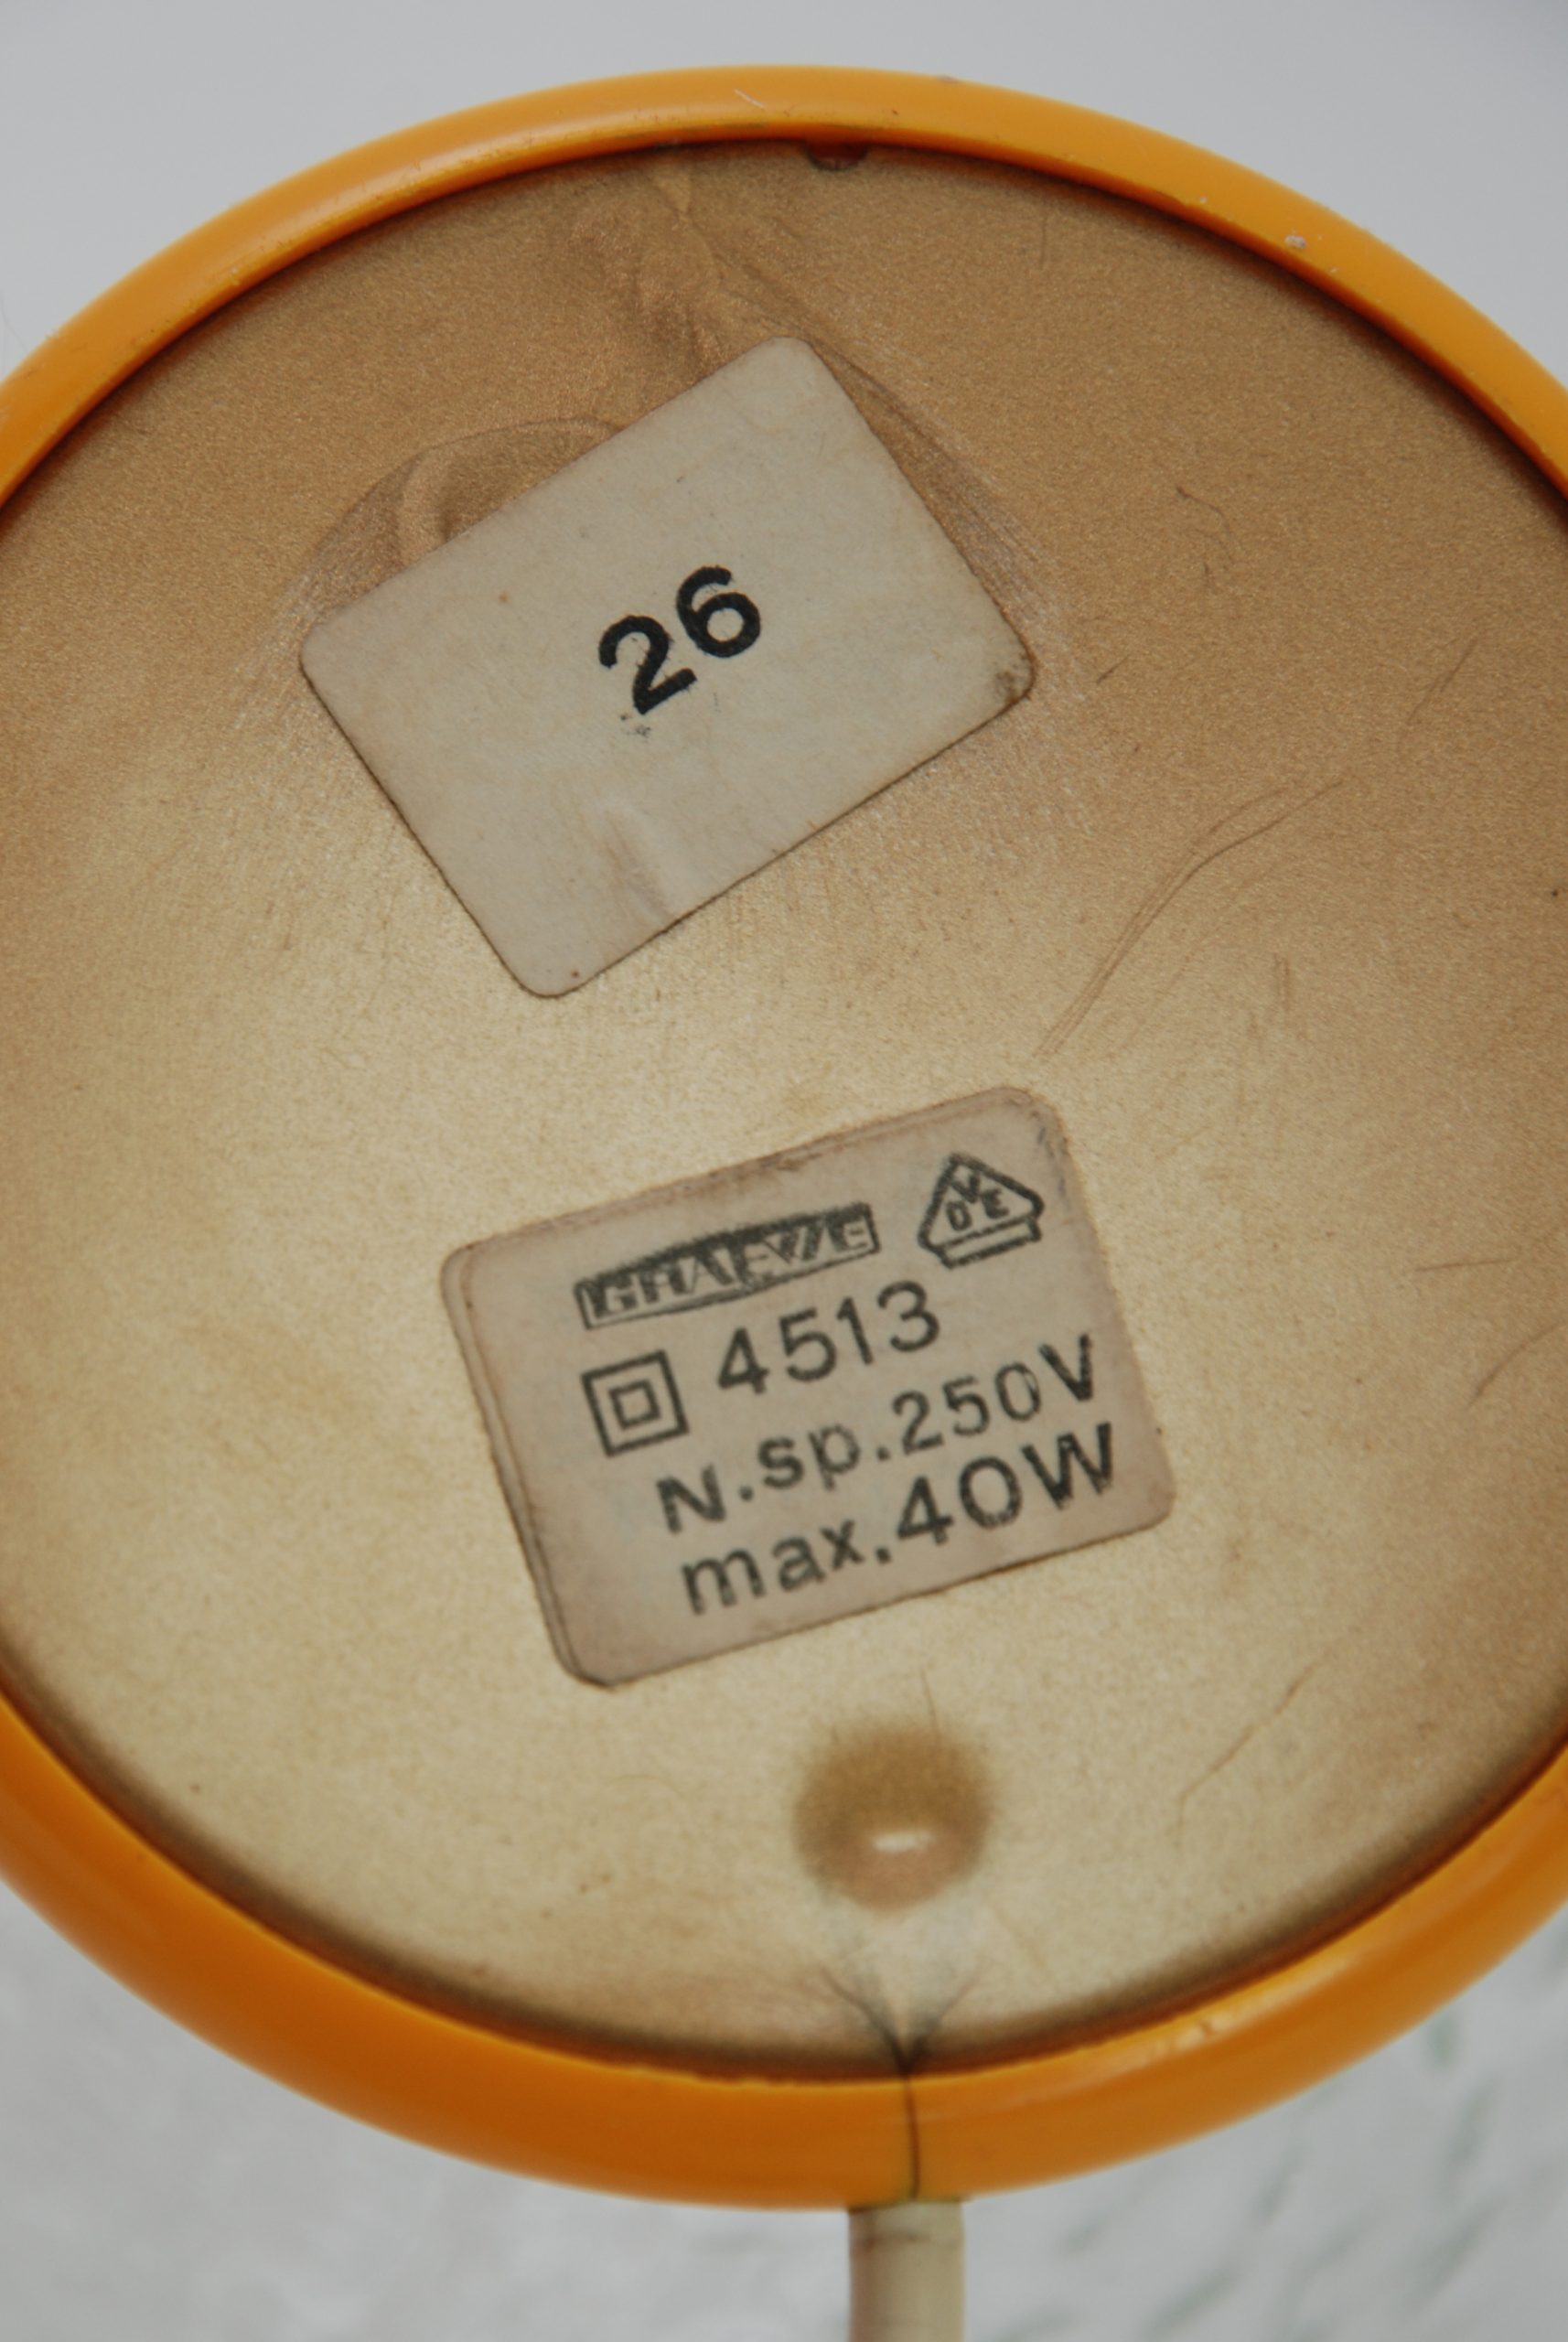 26
GRAEWE
VDE
4513
N.sp.250V
max.40W